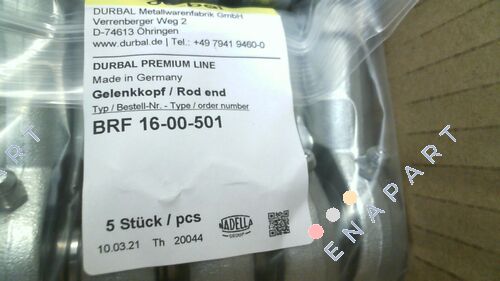 durbal
DURBAL Metallwarenfabrik GmbH
Verrenberger Weg 2
D-74613 Öhringen
www.durbal.de | Tel.: +49 7941 9460-0
DURBAL PREMIUM LINE
Made in Germany
Gelenkkopf / Rod end
Typ / Bestell-Nr. - Type / order number
BRF 16-00-501
5 Stück / pcs
10.03.21 Th 20044
NADELLA
GROUP
ENAPART